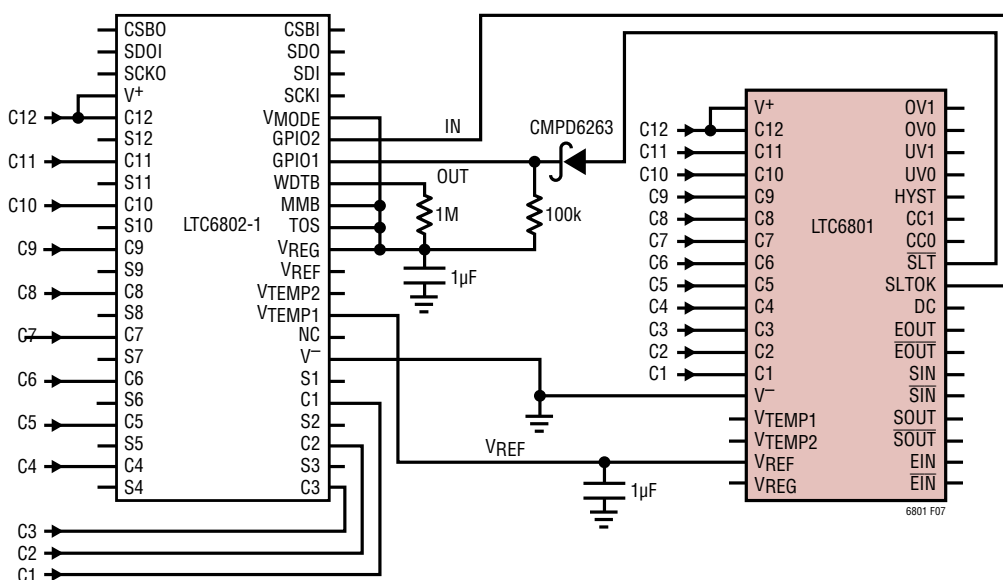 CSBO
SDOI
SCKO
V+
C12
S12
C11
S11
C10
S10
C9
S9
C8
S8
C7
S7
C6
S6
C5
S5
C4
S4
LTC6802-1
CSBI
SDO
SDI
SCKI
VMODE
GPIO2
GPIO1
WDTB
MMB
TOS
VREG
VREF
VTEMP2
VTEMP1
NC
V–
S1
C1
S2
C2
S3
C3
C12
C11
C10
C9
C8
C7
C6
C5
C4
C3
C2
C1
IN
OUT
CMPD6263
1M
100k
1µF
VREF
1µF
C12
C11
C10
C9
C8
C7
C6
C5
C4
C3
C2
C1
V+
C12
C11
C10
C9
C8
C7
C6
C5
C4
C3
C2
C1
V–
VTEMP1
VTEMP2
VREF
VREG
LTC6801
OV1
OV0
UV1
UV0
HYST
CC1
CC0
SLT
SLTOK
DC
EOUT
EOUT
SIN
SIN
SOUT
SOUT
EIN
EIN
6801 F07